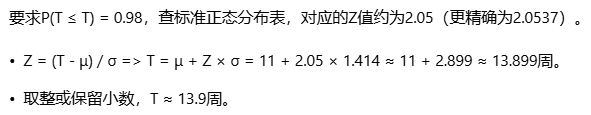 要求P(T ≤ T) = 0.98，查标准正态分布表，对应的Z值约为2.05（更精确为2.0537）。
• Z = (T - μ) / σ => T = μ + Z × σ = 11 + 2.05 × 1.414 ≈ 11 + 2.899 ≈ 13.899周。
• 取整或保留小数，T ≈ 13.9周。